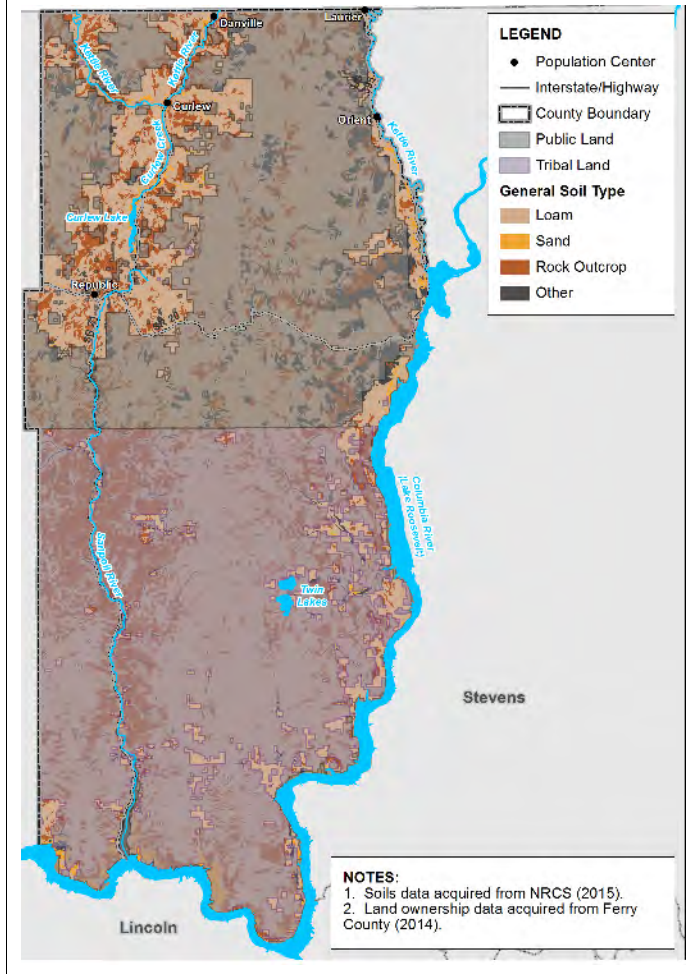 Danville
Laurier
Kettle River
Kettle River
Curlew
Orient
Kettle River
Curlew Creek
Curlew Lake
Republic
Columbia River
(Lake Roosevelt)
Sanpoil River
Twin
Lakes
Stevens
Lincoln
LEGEND
Population Center
Interstate/Highway
County Boundary
Public Land
Tribal Land
General Soil Type
Loam
Sand
Rock Outcrop
Other
NOTES:
1. Soils data acquired from NRCS (2015).
2. Land ownership data acquired from Ferry
County (2014).